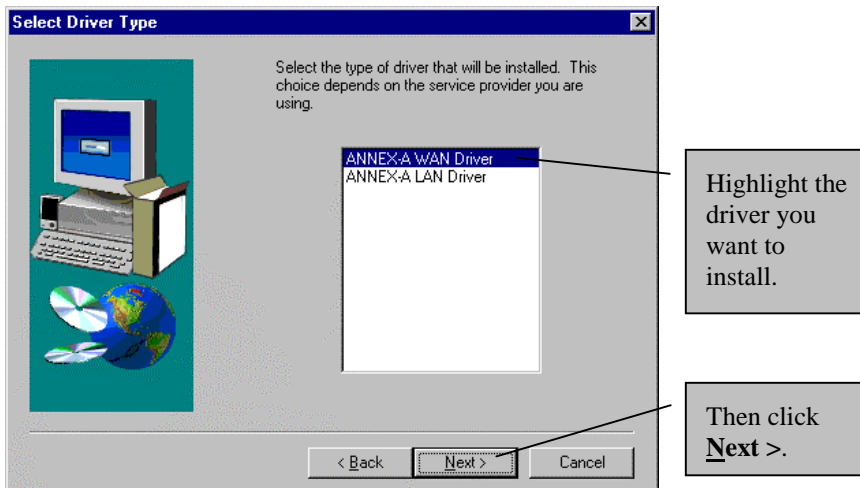 Select Driver Type
Select the type of driver that will be installed. This
choice depends on the service provider you are
using.
ANNEX-A WAN Driver
ANNEX-A LAN Driver
Highlight the
driver you
want to
install.
Then click
Next >.
< Back
Next >
Cancel